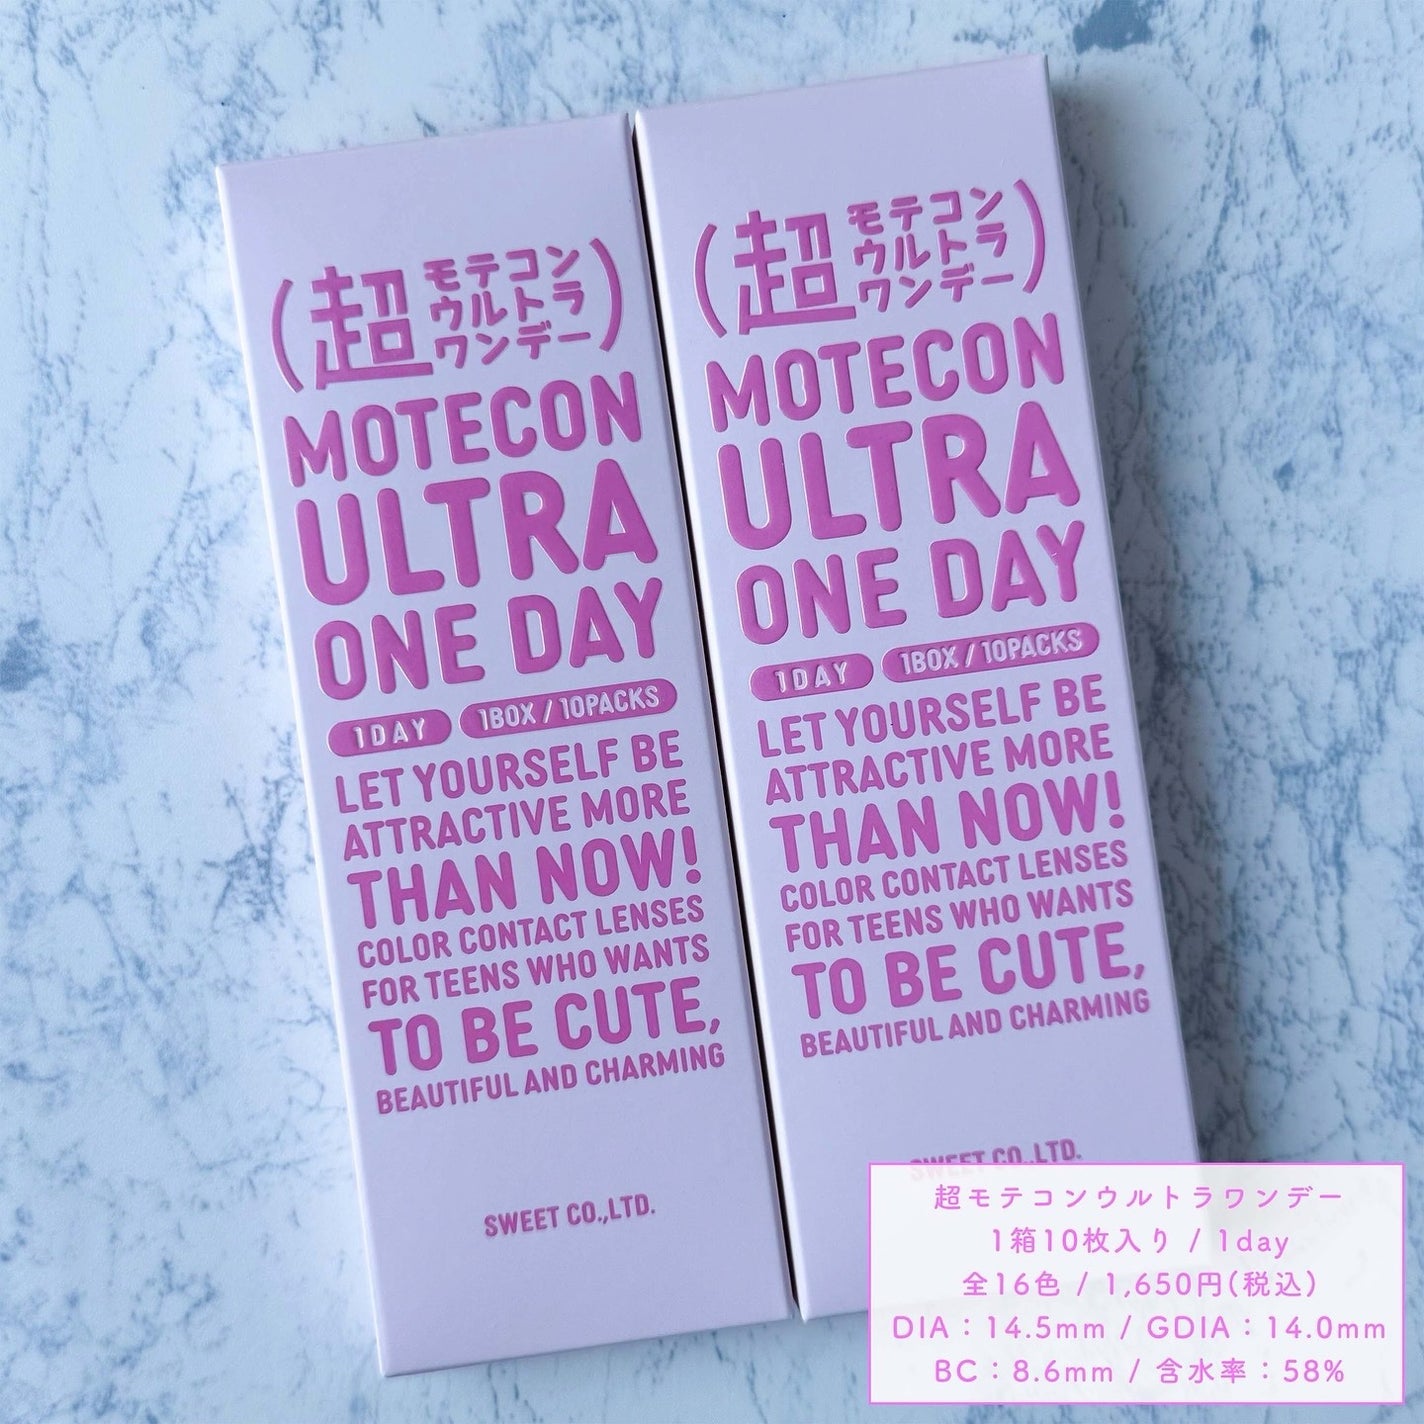 (超モテコン
ウルトラ
ワンデー)
MOTECON
ULTRA
ONE DAY
1DAY 1BOX / 10PACKS
LET YOURSELF BE
ATTRACTIVE MORE
THAN NOW!
COLOR CONTACT LENSES
FOR TEENS WHO WANTS
TO BE CUTE,
BEAUTIFUL AND CHARMING
SWEET CO.,LTD.
(超モテコン
ウルトラ
ワンデー)
MOTECON
ULTRA
ONE DAY
1DAY 1BOX / 10PACKS
LET YOURSELF BE
ATTRACTIVE MORE
THAN NOW!
COLOR CONTACT LENSES
FOR TEENS WHO WANTS
TO BE CUTE,
BEAUTIFUL AND CHARMING
SWEET CO.,LTD.
超モテコンウルトラワンデー
1箱10枚入り / 1day
全16色 / 1,650円(税込)
DIA：14.5mm / GDIA：14.0mm
BC：8.6mm / 含水率：58%